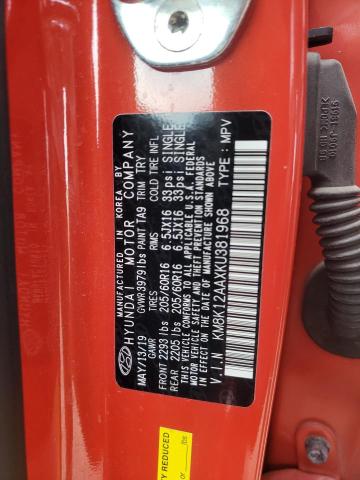 MANUFACTURED IN KOREA BY
HYUNDAI MOTOR COMPANY
MAY/13/19 GVWR 3979 lbs PAINT TA9 TRIM TRY
GAWR TIRES RIMS COLD TIRE INFL
FRONT 2293 lbs 205/60R16 6.5JX16 33psi SINGLE
REAR 2205 lbs 205/60R16 6.5JX16 33psi SINGLE
THIS VEHICLE CONFORMS TO ALL APPLICABLE U.S.A FEDERAL
MOTOR VEHICLE SAFETY, BUMPER, AND THEFT PREVENTION
STANDARDS IN EFFECT ON THE DATE OF MANUFACTURE SHOWN ABOVE
V.I.N: KM8K12AAXKU381968 TYPE : MPV
REDUCED
lbs